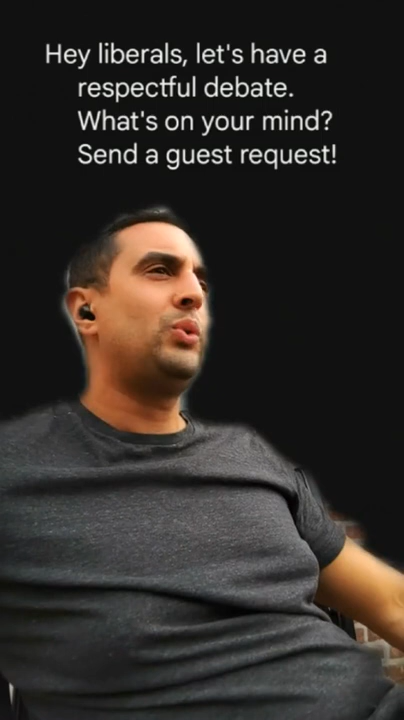 Hey liberals, let's have a
respectful debate.
What's on your mind?
Send a guest request!